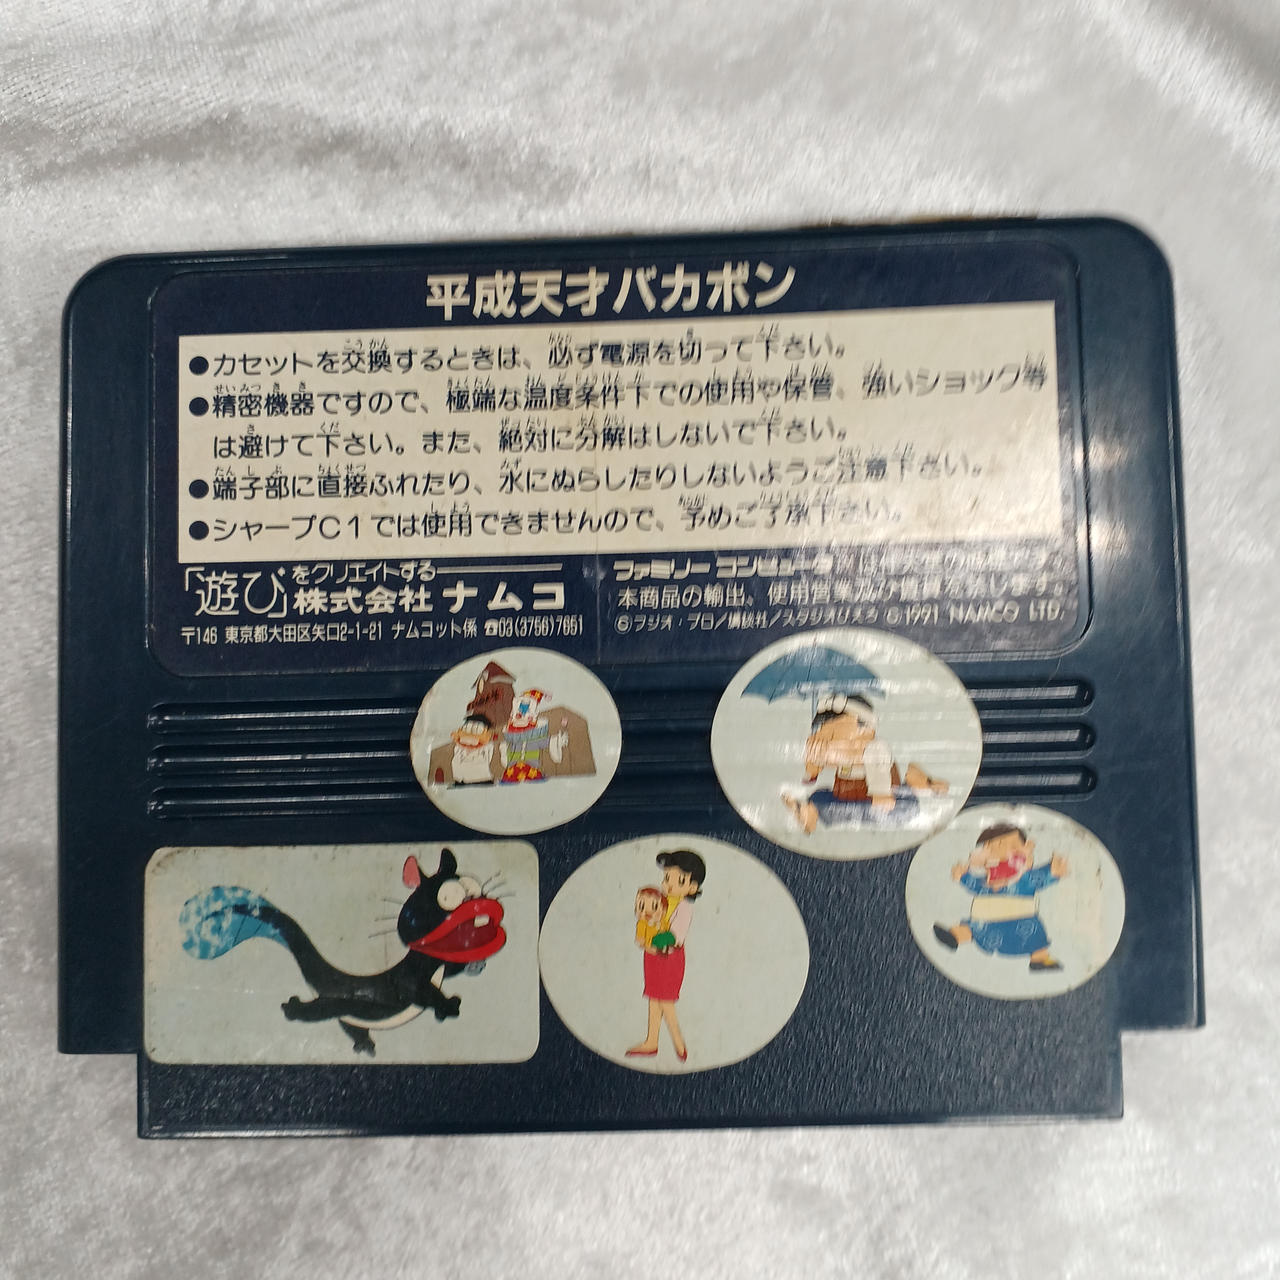 平成天才バカボン
●カセットを交換するときは、必ず電源を切って下さい。
●精密機器ですので、極端な温度条件下での使用や保管、強いショック等
は避けて下さい。また、絶対に分解はしないで下さい。
●端子部に直接ふれたり、水にぬらしたりしないようご注意下さい。
●シャープC1では使用できませんので、予めご了承下さい。
「遊び」をクリエイトする
株式会社ナムコ
〒146 東京都大田区矢口2-1-21 ナムコット係 ☎03(3756)7651
ファミリーコンピュータ は任天堂の商標です。
本商品の輸出、使用営業及び賃貸を禁じます。
©フジオ・プロ/講談社/スタジオぴえろ ©1991 NAMCO LTD.